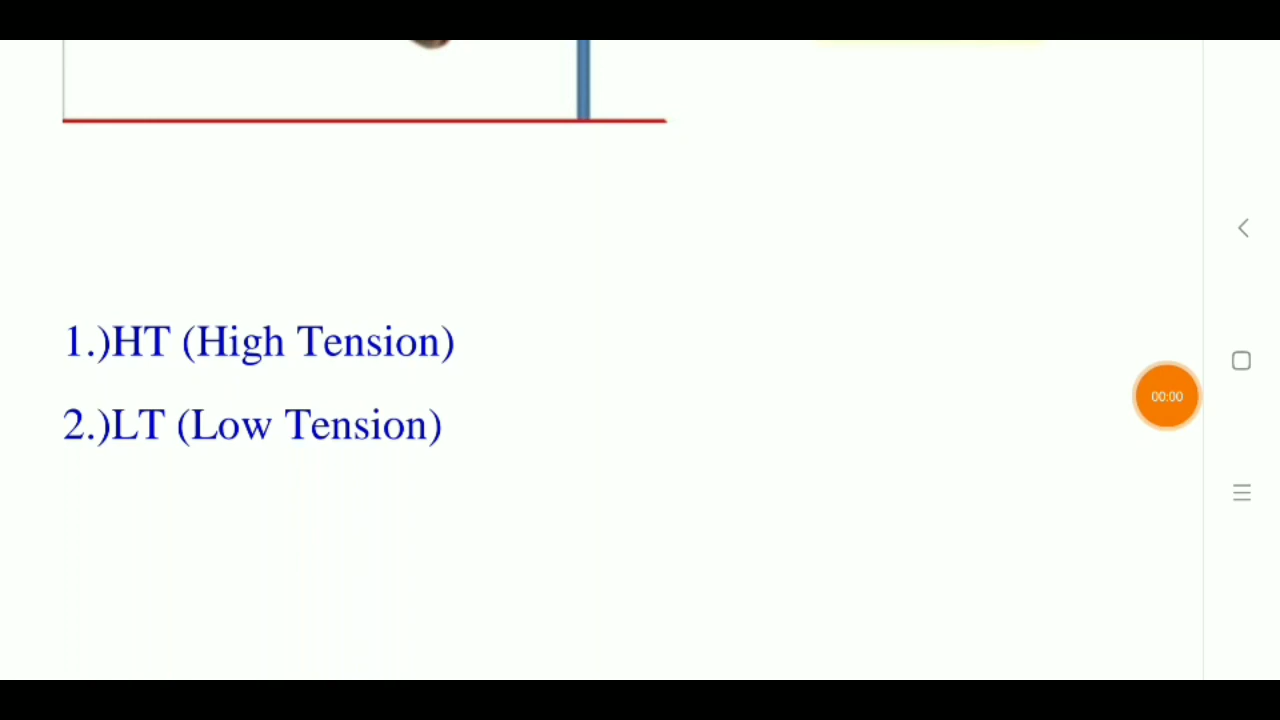 1.)HT (High Tension)
00:00
2.)LT (Low Tension)